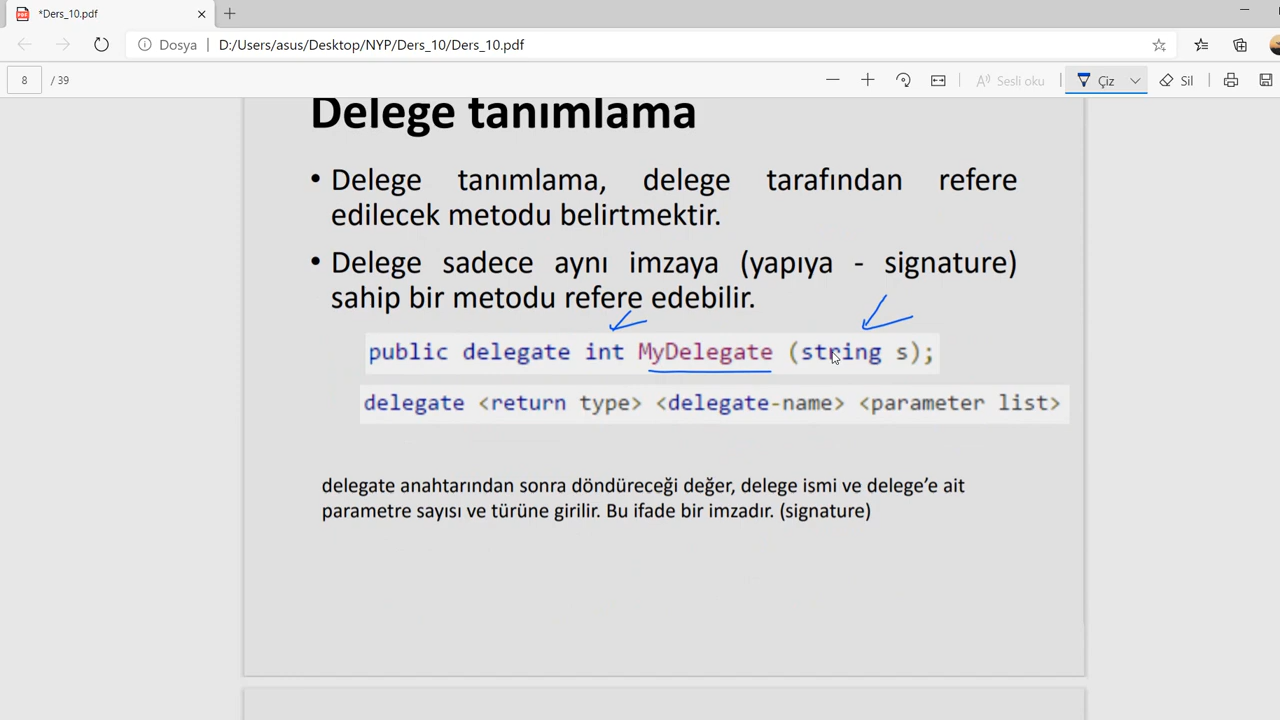 *Ders_10.pdf
Dosya D:/Users/asus/Desktop/NYP/Ders_10/Ders_10.pdf
8 / 39 A Sesli oku Çiz Sil
Delege tanımlama
• Delege tanımlama, delege tarafından refere
edilecek metodu belirtmektir.
• Delege sadece aynı imzaya (yapıya - signature)
sahip bir metodu refere edebilir.
public delegate int MyDelegate (string s);
delegate <return type> <delegate-name> <parameter list>
delegate anahtarından sonra döndüreceği değer, delege ismi ve delege’e ait
parametre sayısı ve türüne girilir. Bu ifade bir imzadır. (signature)